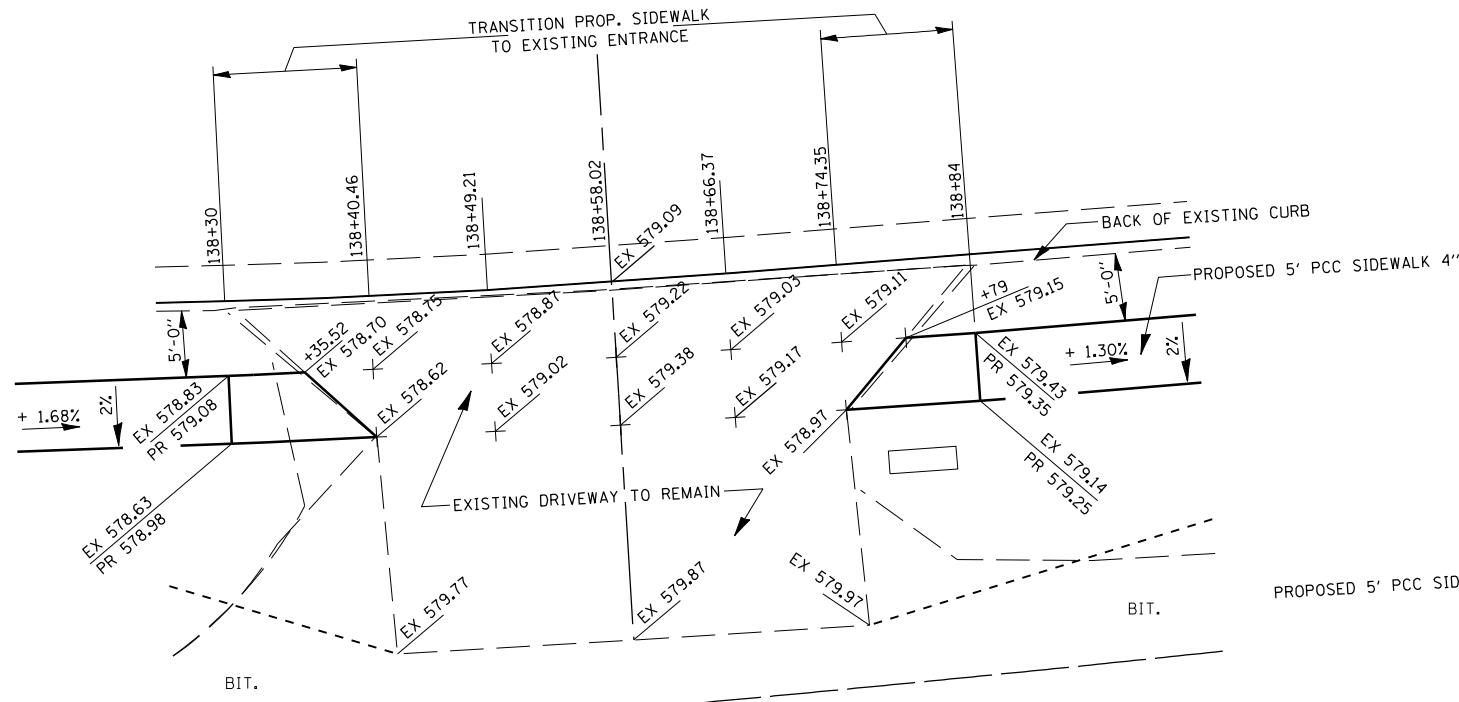 TRANSITION PROP. SIDEWALK
TO EXISTING ENTRANCE
138+30
138+40.46
138+49.21
138+58.02
138+66.37
138+74.35
138+84
EX 579.09
BACK OF EXISTING CURB
PROPOSED 5' PCC SIDEWALK 4''
5'-0''
5'-0''
+35.52
EX 578.70
EX 578.75
EX 578.87
EX 579.22
EX 579.03
EX 579.11
+79
EX 579.15
+ 1.30%
2%
+ 1.68%
2%
EX 578.83
PR 579.08
EX 578.62
EX 579.02
EX 579.38
EX 579.17
EX 578.97
EX 579.43
PR 579.35
EX 579.14
PR 579.25
EX 578.63
PR 578.98
EXISTING DRIVEWAY TO REMAIN
EX 579.77
EX 579.87
EX 579.97
PROPOSED 5' PCC SID
BIT.
BIT.